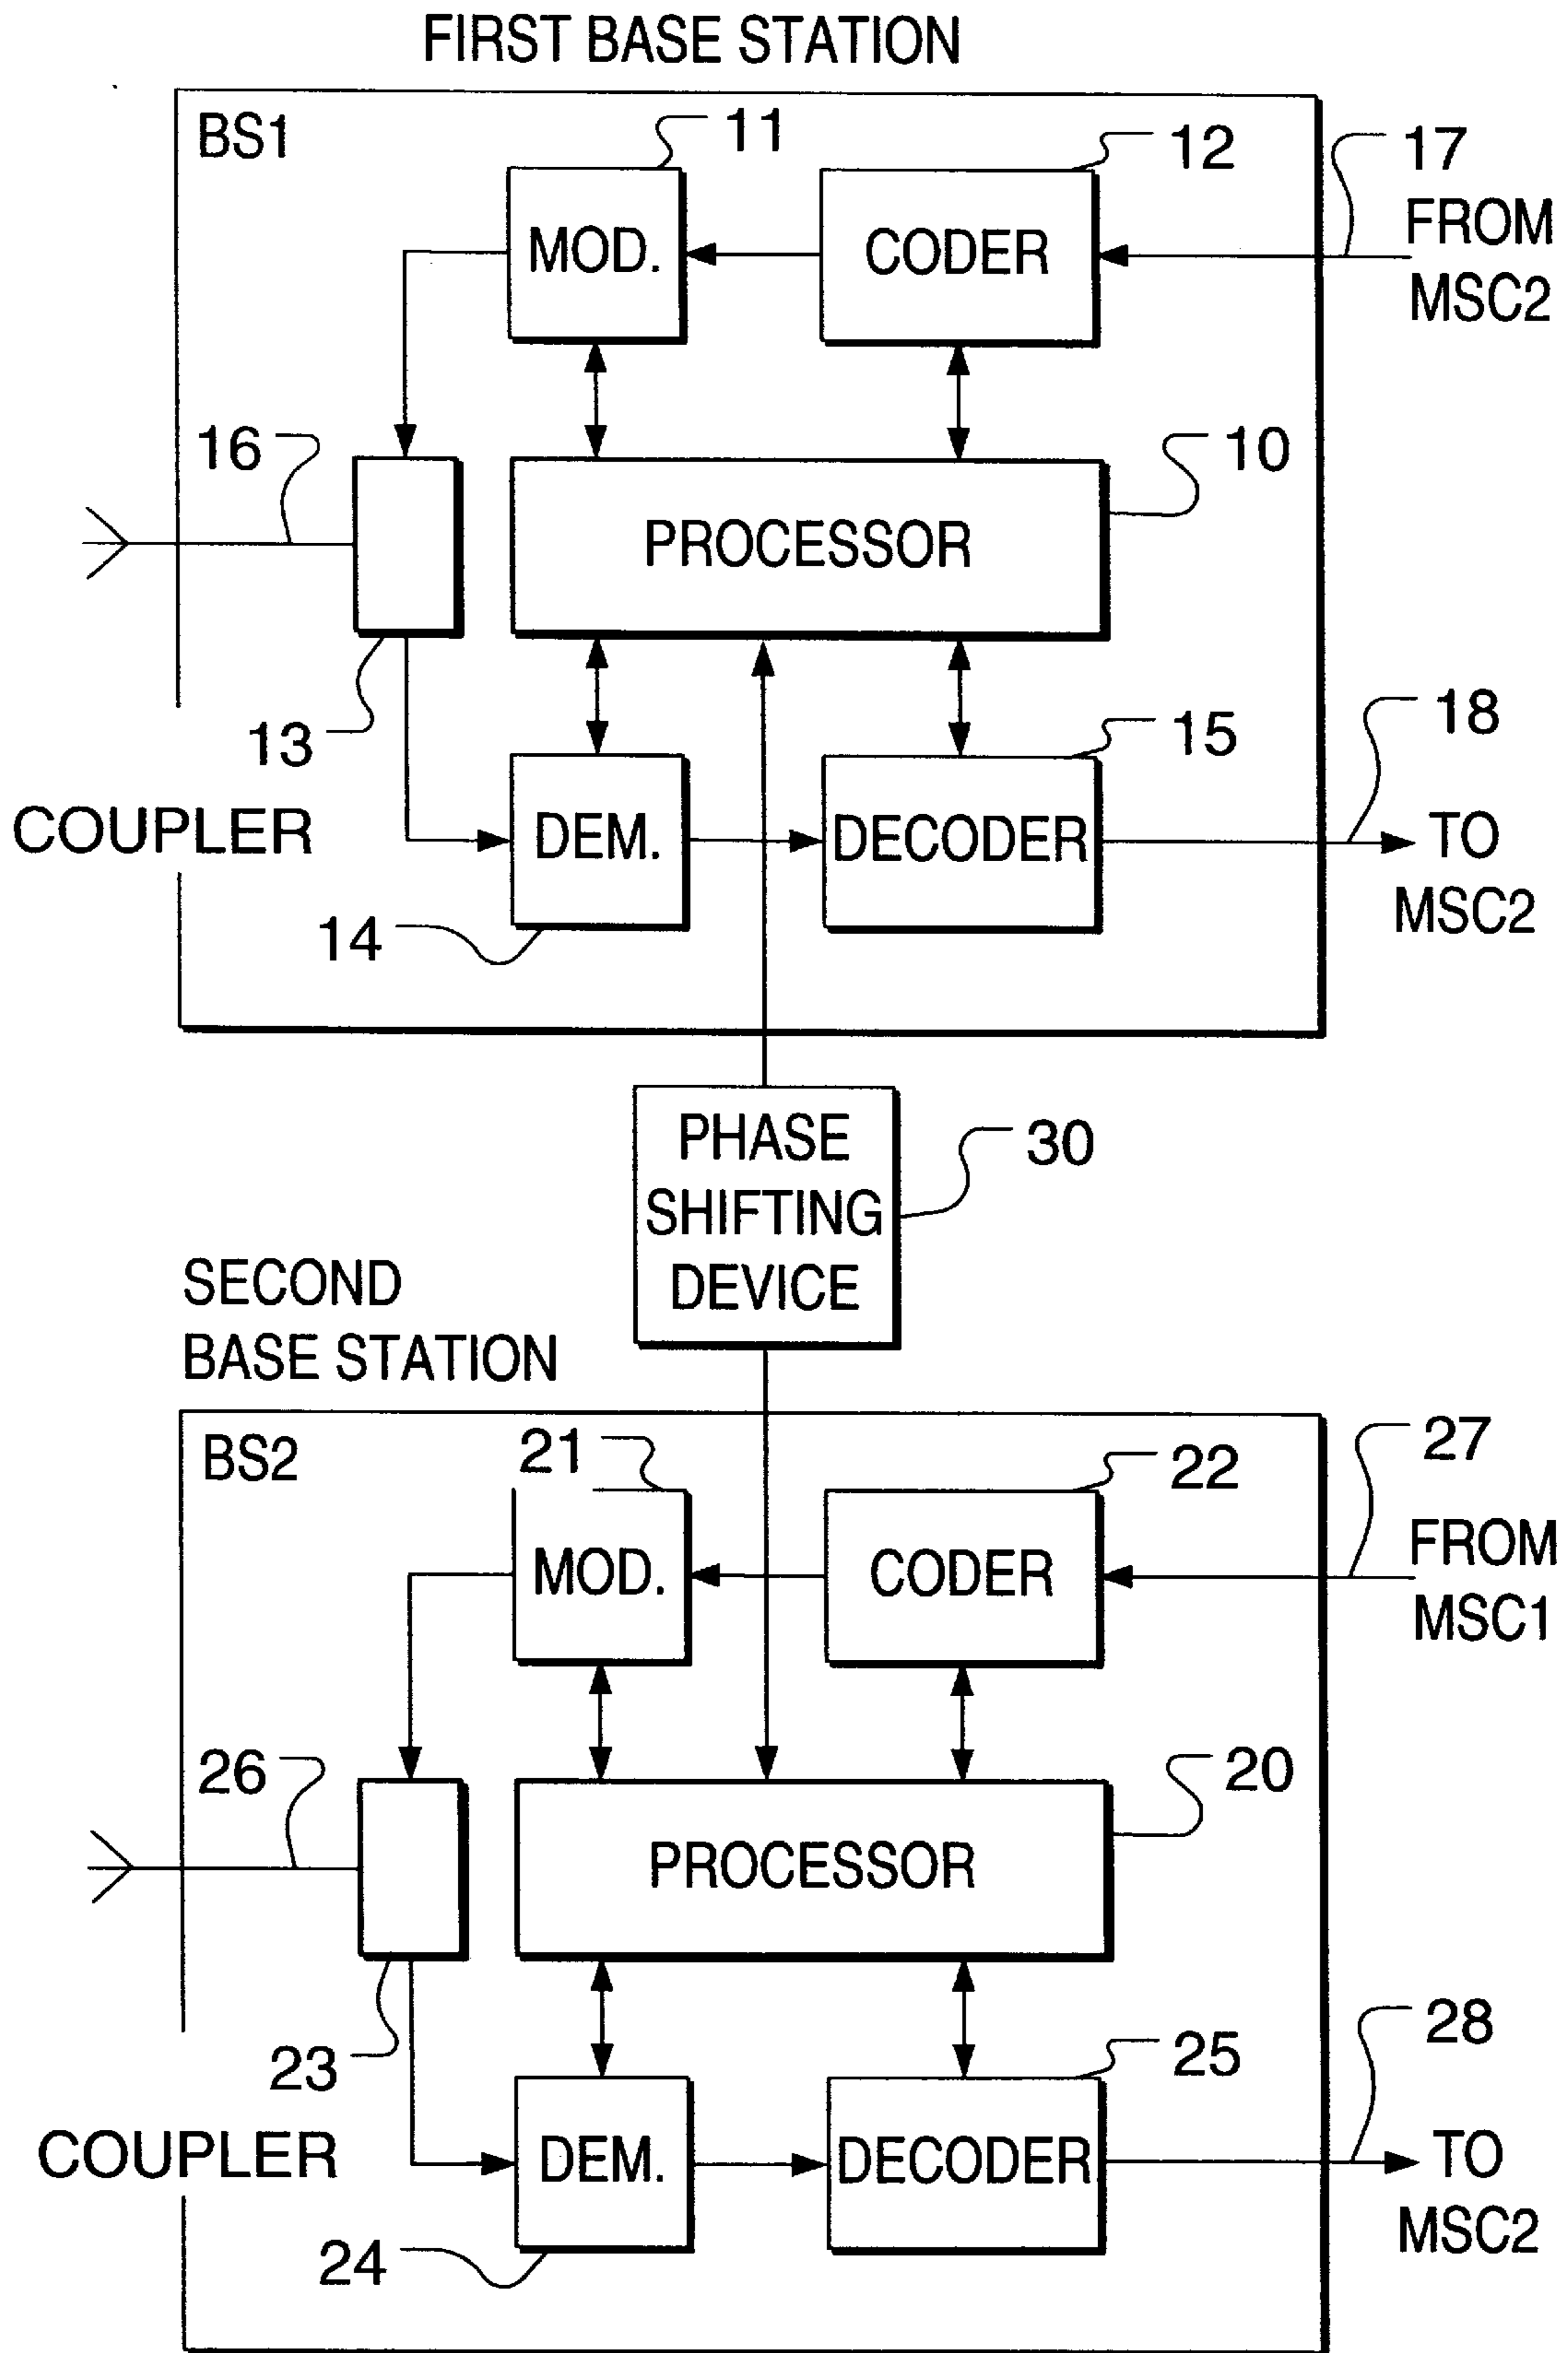 FIRST BASE STATION
BS1
11
12
17
FROM
MSC2
MOD.
CODER
16
10
PROCESSOR
13
COUPLER
15
18
DEM.
DECODER
TO
MSC2
14
PHASE
SHIFTING
DEVICE
30
SECOND
BASE STATION
BS2
21
22
27
FROM
MSC1
MOD.
CODER
26
20
PROCESSOR
23
COUPLER
25
28
DEM.
DECODER
TO
MSC2
24